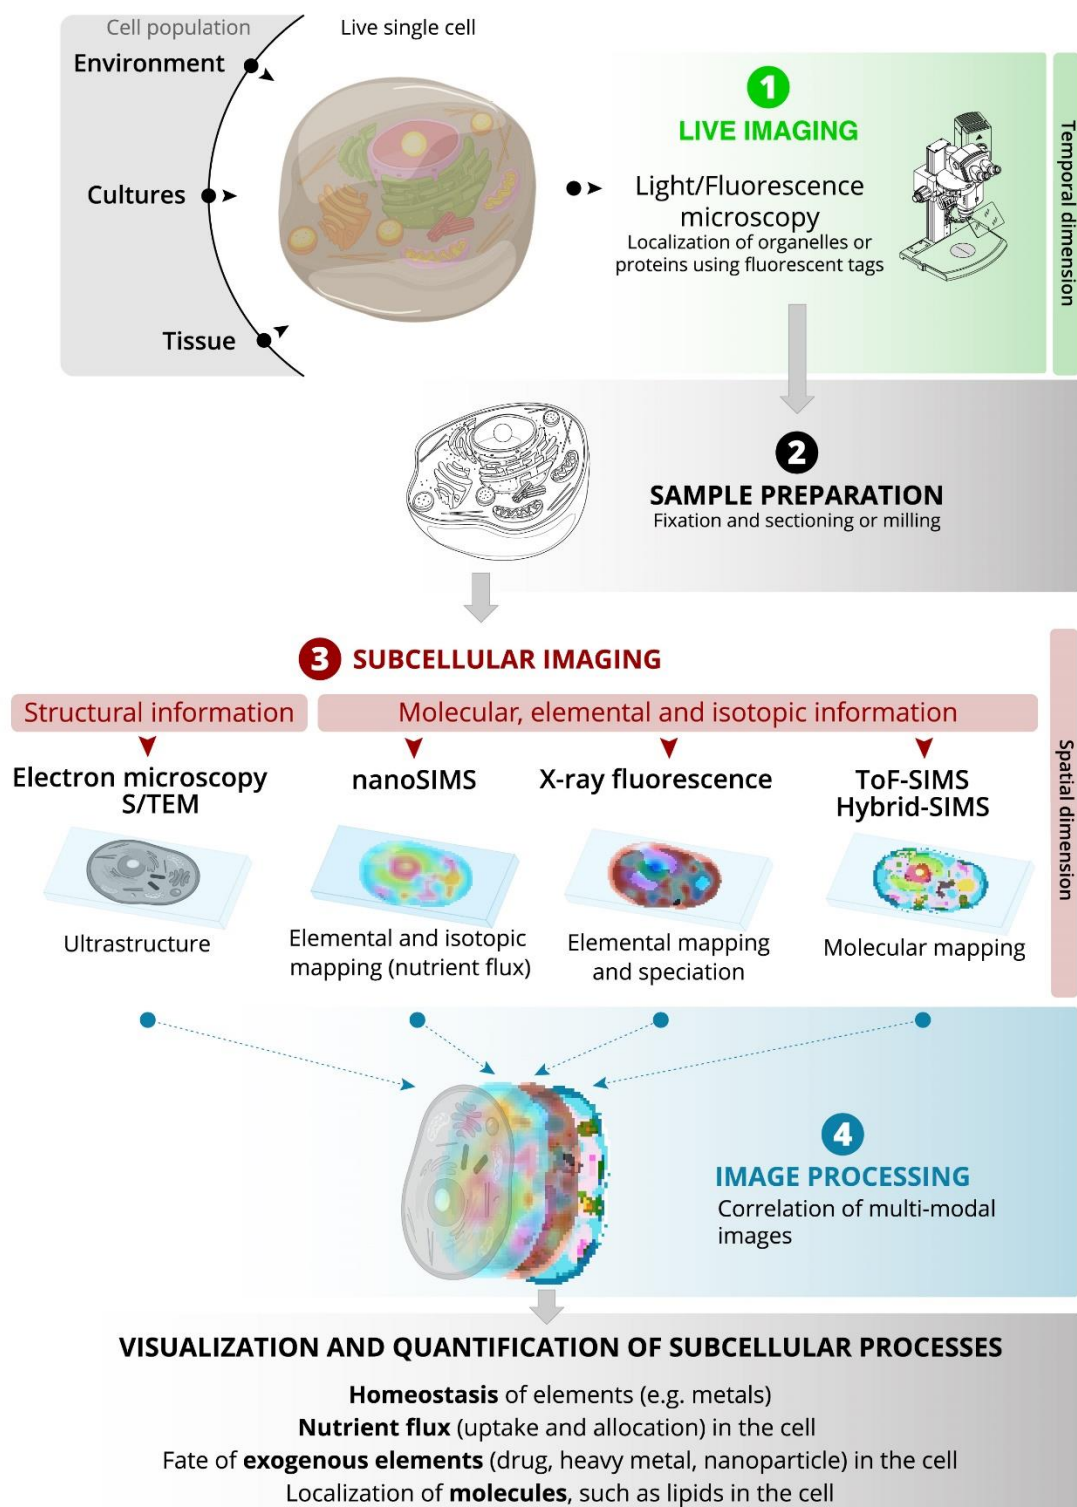 Cell population
Live single cell
Environment
Cultures
Tissue
1
LIVE IMAGING
Light/Fluorescence
microscopy
Localization of organelles or
proteins using fluorescent tags
Temporal dimension
2
SAMPLE PREPARATION
Fixation and sectioning or milling
3 SUBCELLULAR IMAGING
Structural information
Molecular, elemental and isotopic information
Electron microscopy
S/TEM
nanoSIMS
X-ray fluorescence
ToF-SIMS
Hybrid-SIMS
Ultrastructure
Elemental and isotopic
mapping (nutrient flux)
Elemental mapping
and speciation
Molecular mapping
Spatial dimension
4
IMAGE PROCESSING
Correlation of multi-modal
images
VISUALIZATION AND QUANTIFICATION OF SUBCELLULAR PROCESSES
Homeostasis of elements (e.g. metals)
Nutrient flux (uptake and allocation) in the cell
Fate of exogenous elements (drug, heavy metal, nanoparticle) in the cell
Localization of molecules, such as lipids in the cell